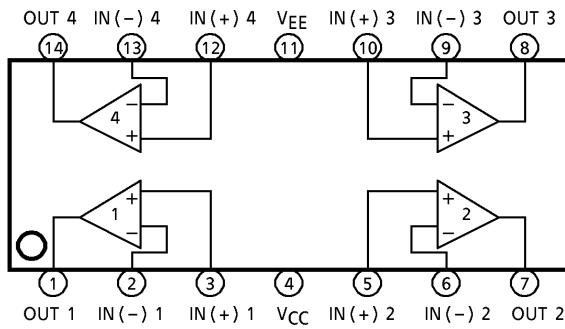 OUT 4 IN (−) 4 IN (+) 4 VEE IN (+) 3 IN (−) 3 OUT 3
14 13 12 11 10 9 8
− −
4 3
+ +
+ +
1 2
− −
1 2 3 4 5 6 7
OUT 1 IN (−) 1 IN (+) 1 VCC IN (+) 2 IN (−) 2 OUT 2